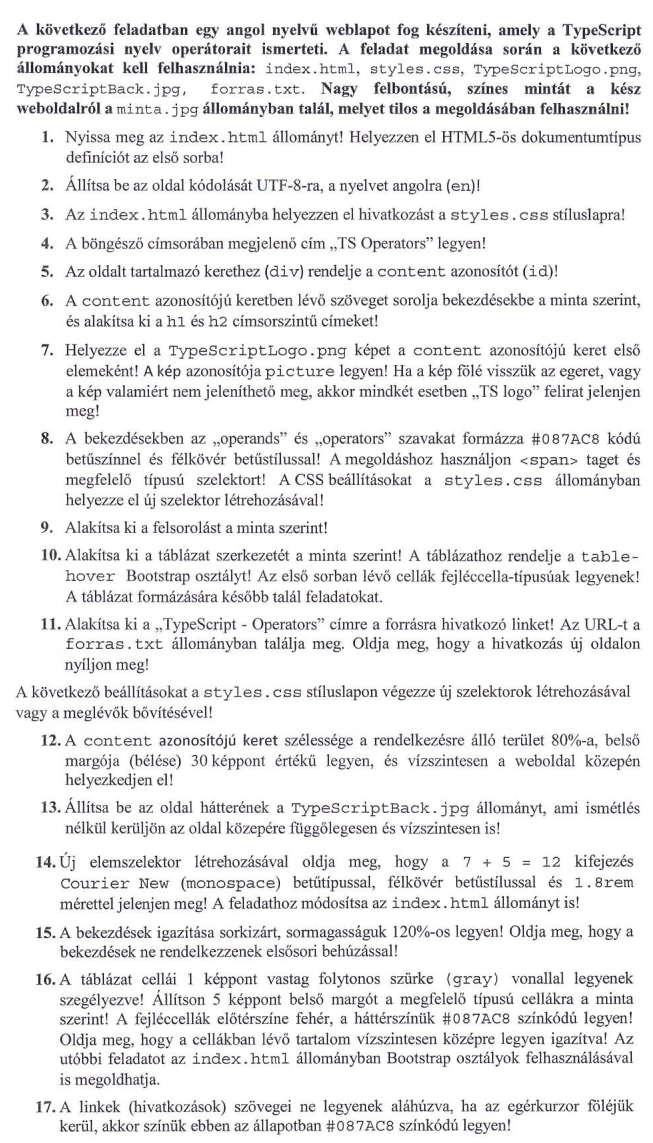 A következő feladatban egy angol nyelvű weblapot fog készíteni, amely a TypeScript
programozási nyelv operátorait ismerteti. A feladat megoldása során a következő
állományokat kell felhasználnia: index.html, styles.css, TypeScriptLogo.png,
TypeScriptBack.jpg, forras.txt. Nagy felbontású, színes mintát a kész
weboldalról a minta.jpg állományban talál, melyet tilos a megoldásában felhasználni!
1. Nyissa meg az index.html állományt! Helyezzen el HTML5-ös dokumentumtípus
definíciót az első sorba!
2. Állítsa be az oldal kódolását UTF-8-ra, a nyelvet angolra (en)!
3. Az index.html állományba helyezzen el hivatkozást a styles.css stíluslapra!
4. A böngésző címsorában megjelenő cím „TS Operators” legyen!
5. Az oldalt tartalmazó kerethez (div) rendelje a content azonosítót (id)!
6. A content azonosítójú keretben lévő szöveget sorolja bekezdésekbe a minta szerint,
és alakítsa ki a h1 és h2 címsorszintű címeket!
7. Helyezze el a TypeScriptLogo.png képet a content azonosítójú keret első
elemeként! A kép azonosítója picture legyen! Ha a kép fölé visszük az egeret, vagy
a kép valamiért nem jeleníthető meg, akkor mindkét esetben „TS logo” felirat jelenjen
meg!
8. A bekezdésekben az „operands” és „operators” szavakat formázza #087AC8 kódú
betűszínnel és félkövér betűstílussal! A megoldáshoz használjon <span> taget és
megfelelő típusú szelektort! A CSS beállításokat a styles.css állományban
helyezze el új szelektor létrehozásával!
9. Alakítsa ki a felsorolást a minta szerint!
10. Alakítsa ki a táblázat szerkezetét a minta szerint! A táblázathoz rendelje a table-
hover Bootstrap osztályt! Az első sorban lévő cellák fejléccella-típusúak legyenek!
A táblázat formázására később talál feladatokat.
11. Alakítsa ki a „TypeScript - Operators” címre a forrásra hivatkozó linket! Az URL-t a
forras.txt állományban találja meg. Oldja meg, hogy a hivatkozás új oldalon
nyíljon meg!
A következő beállításokat a styles.css stíluslapon végezze új szelektorok létrehozásával
vagy a meglévők bővítésével!
12. A content azonosítójú keret szélessége a rendelkezésre álló terület 80%-a, belső
margója (bélése) 30 képpont értékű legyen, és vízszintesen a weboldal közepén
helyezkedjen el!
13. Állítsa be az oldal hátterének a TypeScriptBack.jpg állományt, ami ismétlés
nélkül kerüljön az oldal közepére függőlegesen és vízszintesen is!
14. Új elemszelektor létrehozásával oldja meg, hogy a 7 + 5 = 12 kifejezés
Courier New (monospace) betűtípussal, félkövér betűstílussal és 1.8rem
mérettel jelenjen meg! A feladathoz módosítsa az index.html állományt is!
15. A bekezdések igazítása sorkizárt, sormagasságuk 120%-os legyen! Oldja meg, hogy a
bekezdések ne rendelkezzenek elsősori behúzással!
16. A táblázat cellái 1 képpont vastag folytonos szürke (gray) vonallal legyenek
szegélyezve! Állítson 5 képpont belső margót a megfelelő típusú cellákra a minta
szerint! A fejléccellák előtérszíne fehér, a háttérszínük #087AC8 színkódú legyen!
Oldja meg, hogy a cellákban lévő tartalom vízszintesen középre legyen igazítva! Az
utóbbi feladatot az index.html állományban Bootstrap osztályok felhasználásával
is megoldhatja.
17. A linkek (hivatkozások) szövegei ne legyenek aláhúzva, ha az egérkurzor föléjük
kerül, akkor színük ebben az állapotban #087AC8 színkódú legyen!